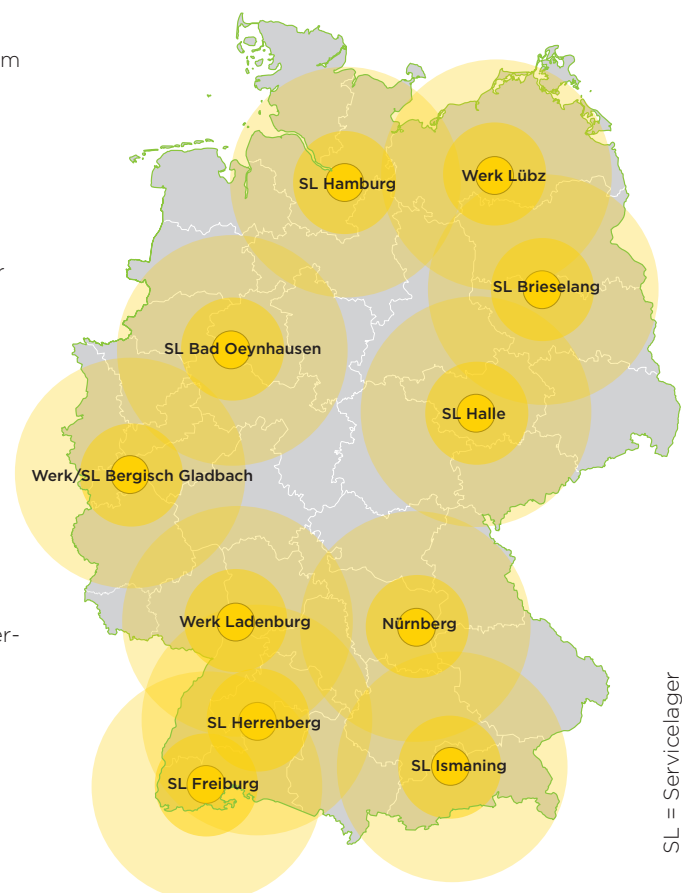 m
r
er-
SL Hamburg
Werk Lübz
SL Brieselang
SL Bad Oeynhausen
SL Halle
Werk/SL Bergisch Gladbach
Werk Ladenburg
Nürnberg
SL Herrenberg
SL Ismaning
SL Freiburg
SL = Servicelager